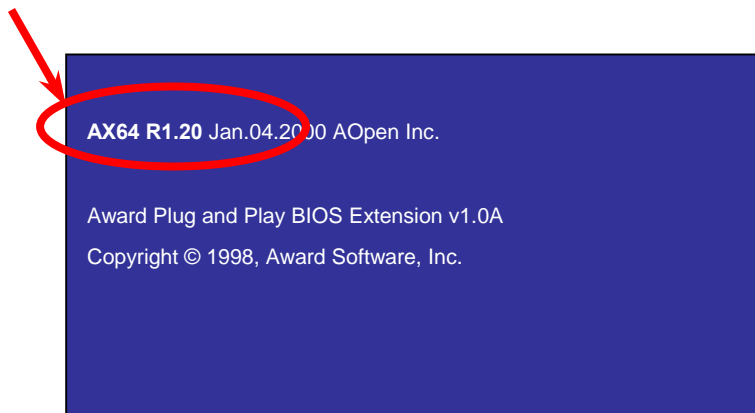 AX64 R1.20 Jan.04.2000 AOpen Inc.
Award Plug and Play BIOS Extension v1.0A
Copyright © 1998, Award Software, Inc.